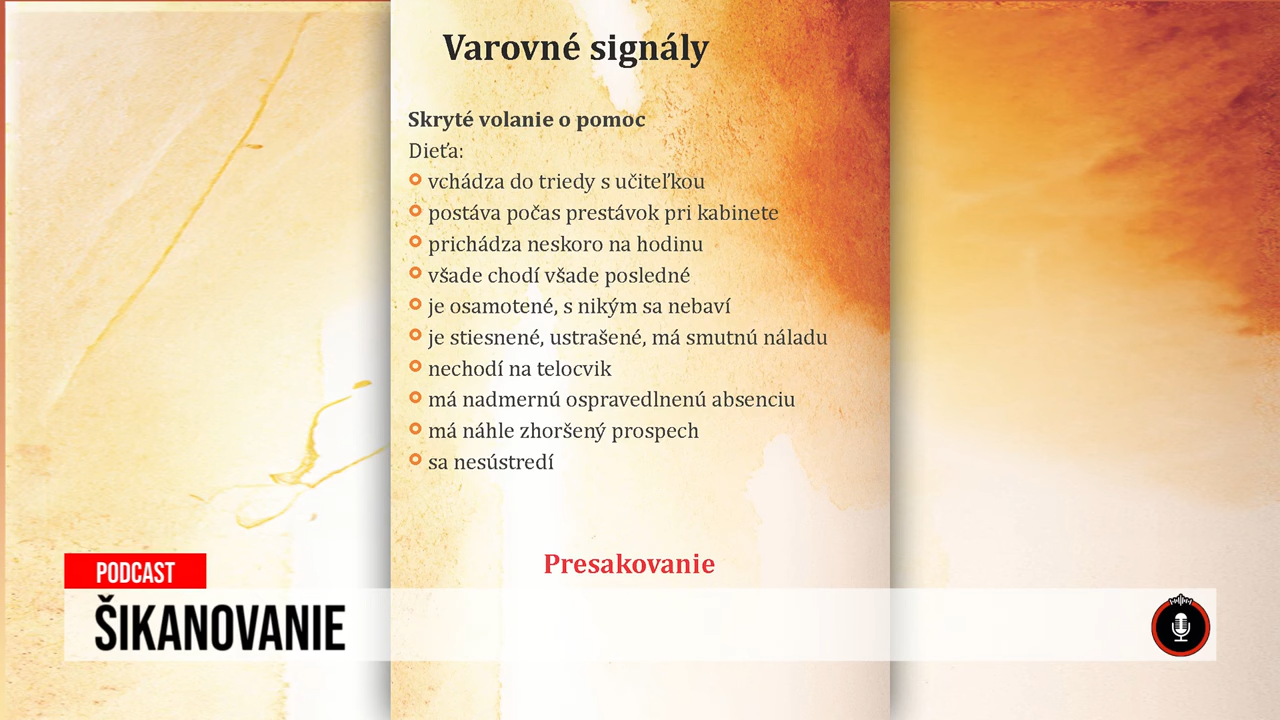 Varovné signály
Skryté volanie o pomoc
Dieťa:
vchádza do triedy s učiteľkou
postáva počas prestávok pri kabinete
prichádza neskoro na hodinu
všade chodí všade posledné
je osamotené, s nikým sa nebaví
je stiesnené, ustrašené, má smutnú náladu
nechodí na telocvik
má nadmernú ospravedlnenú absenciu
má náhle zhoršený prospech
sa nesústredí
Presakovanie
PODCAST
ŠIKANOVANIE